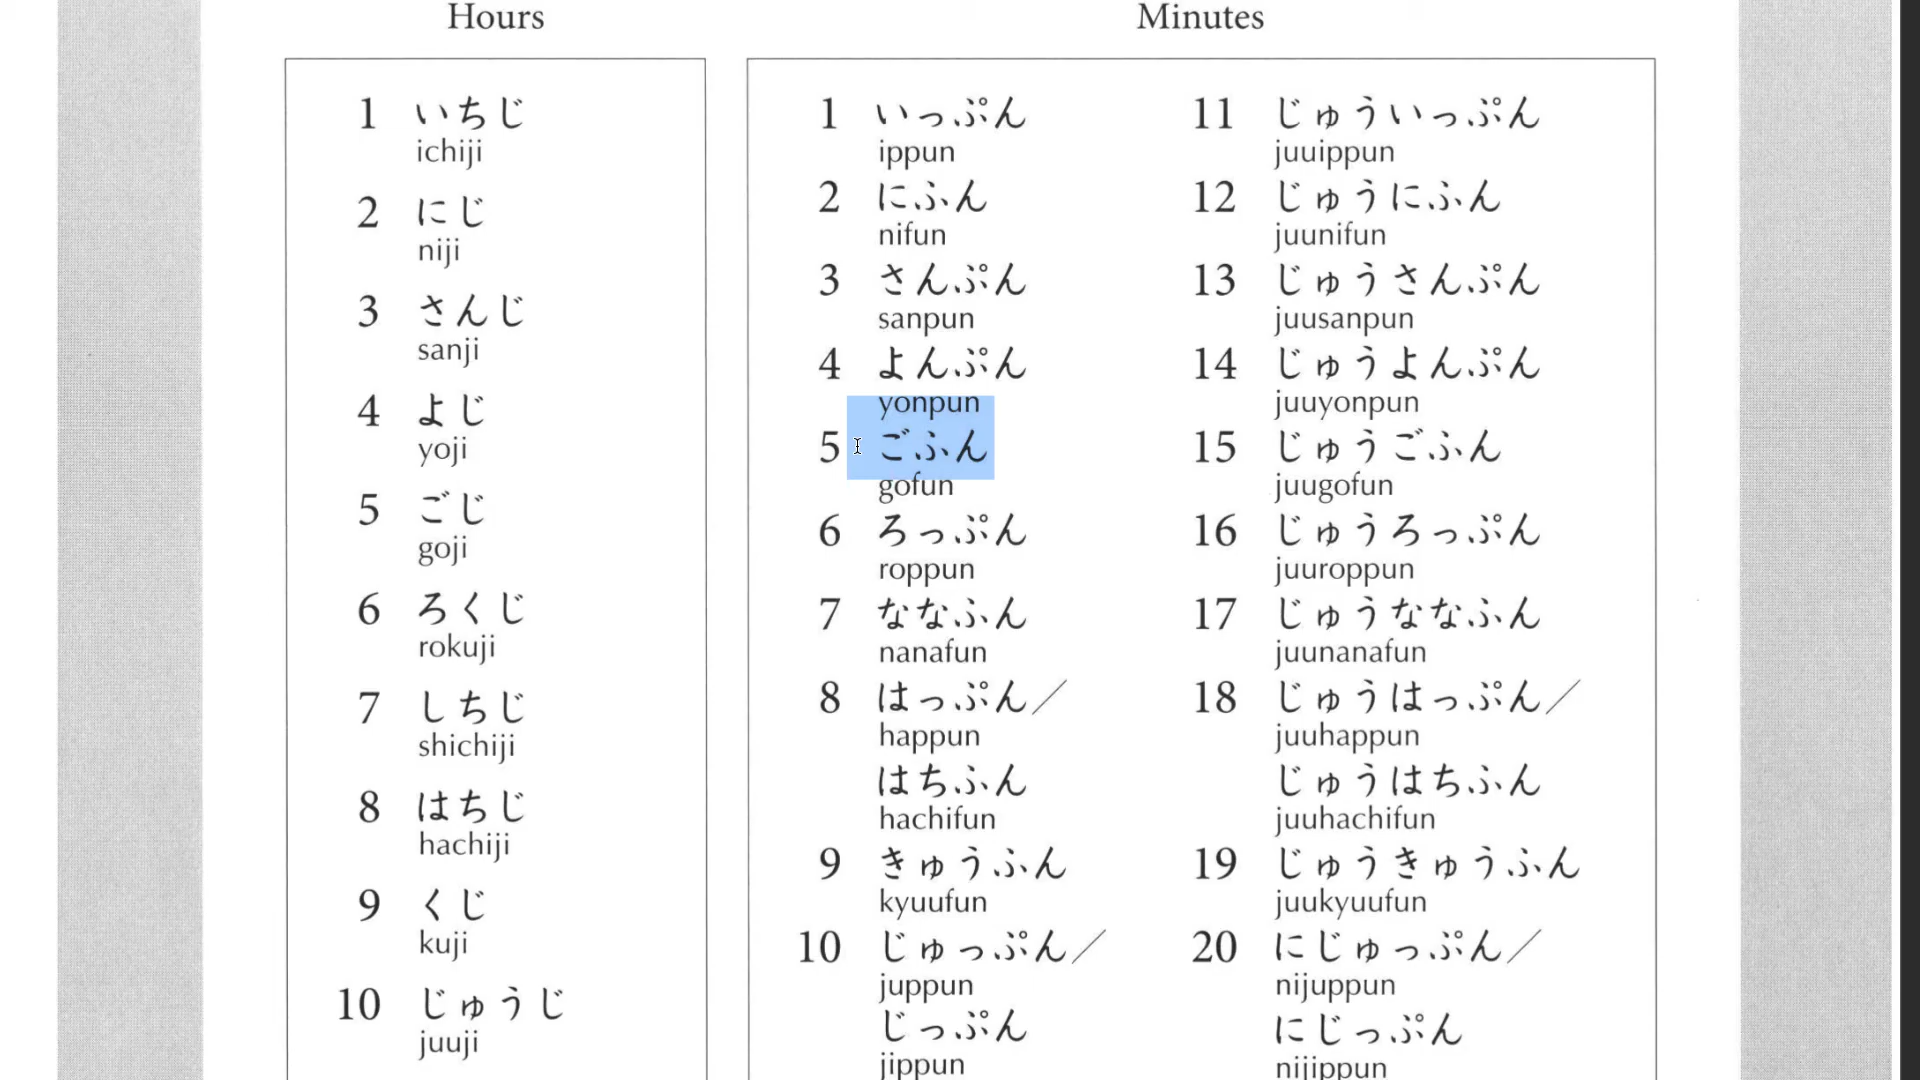 Hours
1 いちじ
ichiji
2 にじ
niji
3 さんじ
sanji
4 よじ
yoji
5 ごじ
goji
6 ろくじ
rokuji
7 しちじ
shichiji
8 はちじ
hachiji
9 くじ
kuji
10 じゅうじ
juuji
Minutes
1 いっぷん
ippun
2 にふん
nifun
3 さんぷん
sanpun
4 よんぷん
yonpun
5 ごふん
gofun
6 ろっぷん
roppun
7 ななふん
nanafun
8 はっぷん／
happun
はちふん
hachifun
9 きゅうふん
kyuufun
10 じゅっぷん／
juppun
じっぷん
jippun
11 じゅういっぷん
juuippun
12 じゅうにふん
juunifun
13 じゅうさんぷん
juusanpun
14 じゅうよんぷん
juuyonpun
15 じゅうごふん
juugofun
16 じゅうろっぷん
juuroppun
17 じゅうななふん
juunanafun
18 じゅうはっぷん／
juuhappun
じゅうはちふん
juuhachifun
19 じゅうきゅうふん
juukyuufun
20 にじゅっぷん／
nijuppun
にじっぷん
nijippun